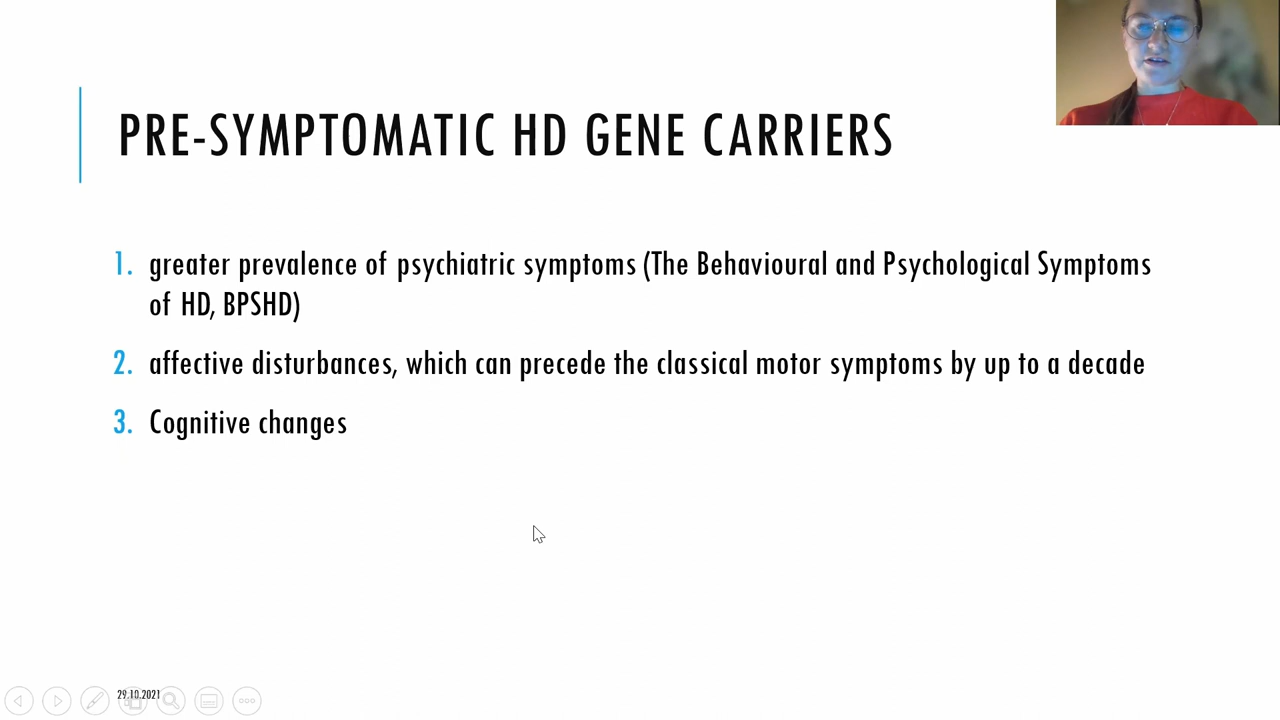 PRE-SYMPTOMATIC HD GENE CARRIERS
1. greater prevalence of psychiatric symptoms (The Behavioural and Psychological Symptoms
of HD, BPSHD)
2. affective disturbances, which can precede the classical motor symptoms by up to a decade
3. Cognitive changes
29.10.2021